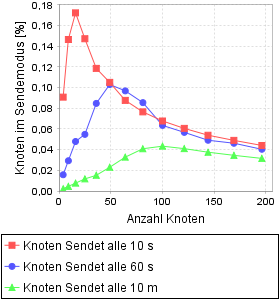 0,18
0,16
0,14
0,12
0,10
0,08
0,06
0,04
0,02
0,00
Knoten im Sendemodus [%]
0 50 100 150 200
Anzahl Knoten
Knoten Sendet alle 10 s
Knoten Sendet alle 60 s
Knoten Sendet alle 10 m